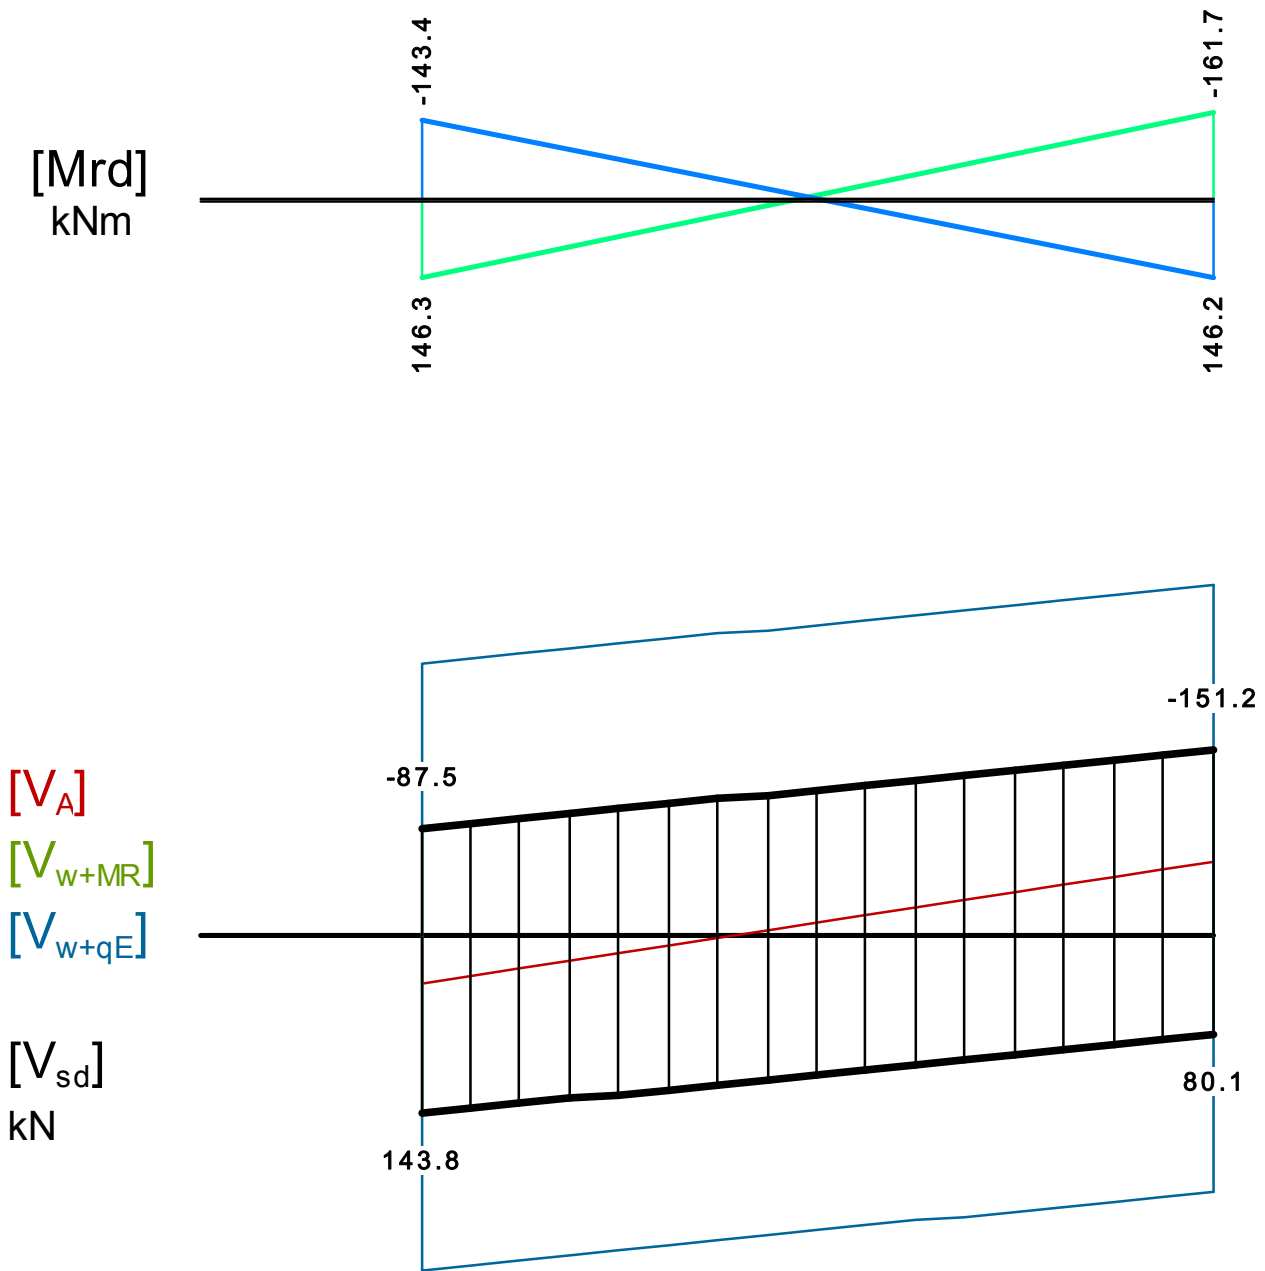 -143.4
-161.7
[Mrd]
kNm
146.3
146.2
-151.2
-87.5
[VA]
[Vw+MR]
[Vw+qE]
[Vsd]
kN
80.1
143.8